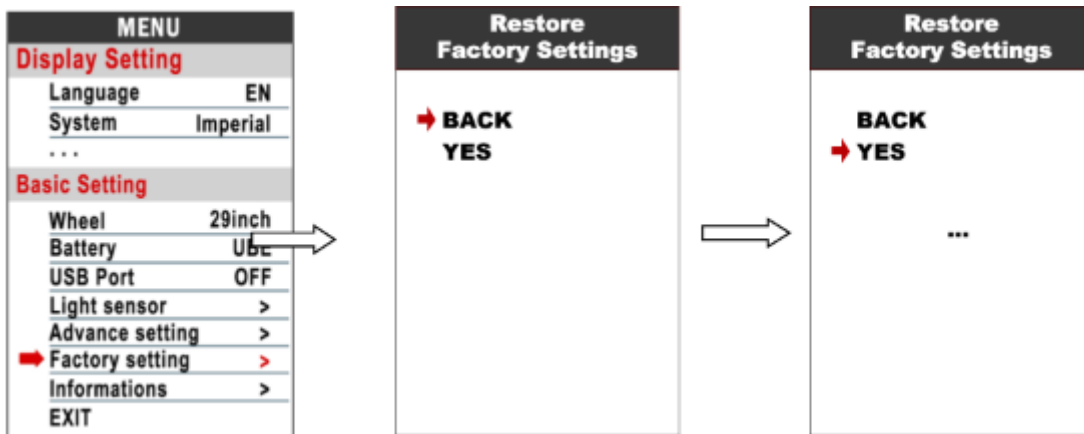 MENU
Display Setting
Language EN
System Imperial
...
Basic Setting
Wheel 29inch
Battery UBE
USB Port OFF
Light sensor >
Advance setting >
Factory setting >
Informations >
EXIT
Restore
Factory Settings
BACK
YES
Restore
Factory Settings
BACK
YES
...